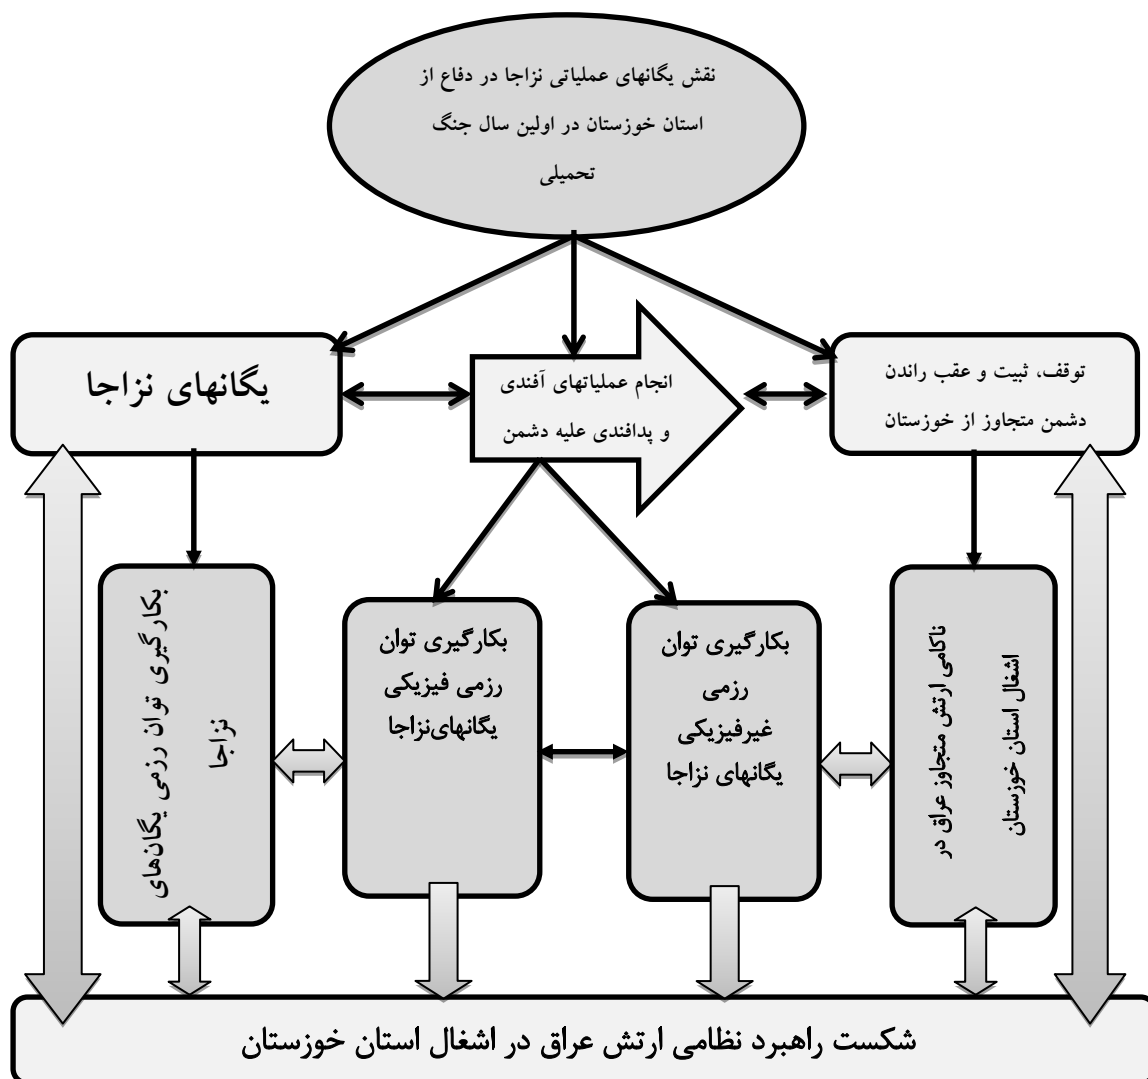 نقش یگانهای عملیاتی نزاجا در دفاع از
استان خوزستان در اولین سال جنگ
تحمیلی
توقف، ثبیت و عقب راندن
دشمن متجاوز از خوزستان
انجام عملیاتهای آفندی
و پدافندی علیه دشمن
یگانهای نزاجا
ناکامی ارتش متجاوز عراق در
اشغال استان خوزستان
بکارگیری توان
رزمی
غیرفیزیکی
یگانهای نزاجا
بکارگیری توان
رزمی فیزیکی
یگانهای‌نزاجا
بکارگیری توان رزمی یگان‌های
نزاجا
شکست راهبرد نظامی ارتش عراق در اشغال استان خوزستان